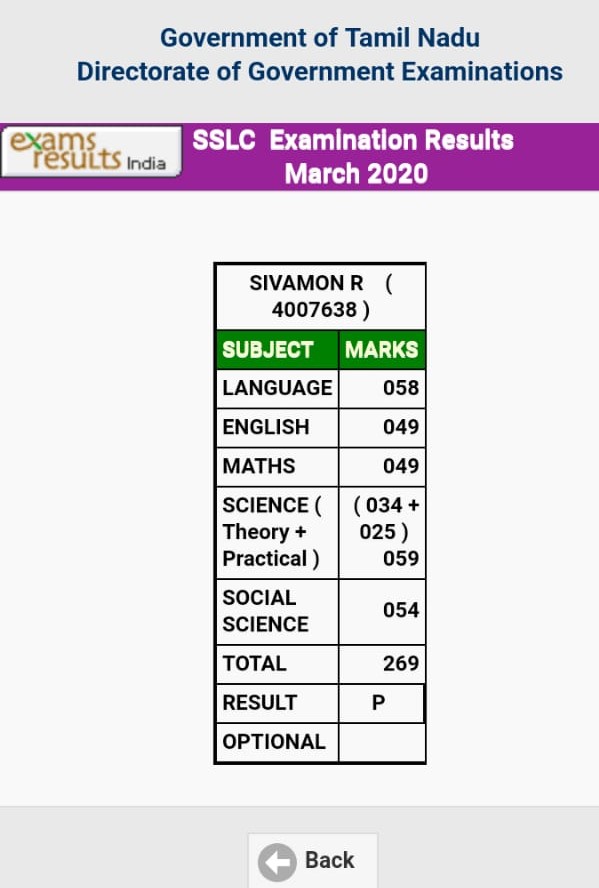 Government of Tamil Nadu
Directorate of Government Examinations
exams
results India
SSLC Examination Results
March 2020
SIVAMON R (
4007638 )
SUBJECT MARKS
LANGUAGE 058
ENGLISH 049
MATHS 049
SCIENCE ( ( 034 +
Theory + 025 )
Practical ) 059
SOCIAL
SCIENCE 054
TOTAL 269
RESULT P
OPTIONAL
Back